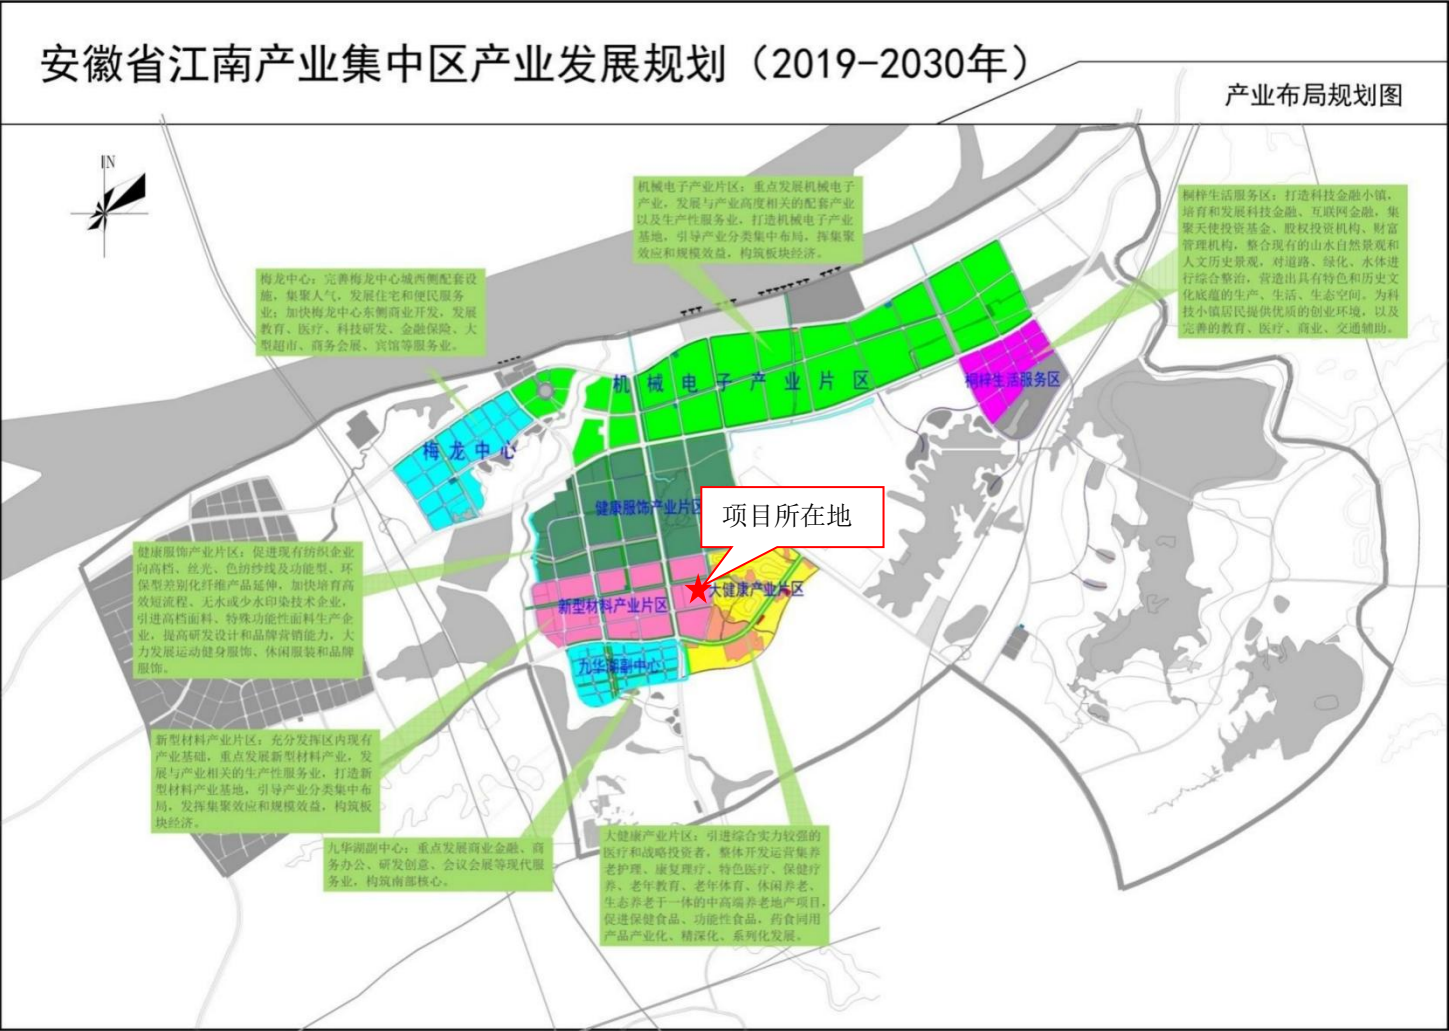 安徽省江南产业集中区产业发展规划（2019-2030年）
产业布局规划图
N
机械电子产业片区：重点发展机械电子
产业，发展与产业高度相关的配套产业
以及生产性服务业，打造机械电子产业
基地，引导产业分类集中布局，挥集聚
效应和规模效益，构筑板块经济。
桐梓生活服务区：打造科技金融小镇，
培育和发展科技金融、互联网金融，集
聚天使投资基金、股权投资机构、财富
管理机构，整合现有的山水自然景观和
人文历史景观，对道路、绿化、水体进
行综合整治，营造出具有特色和历史文
化底蕴的生产、生活、生态空间。为科
技小镇居民提供优质的创业环境，以及
完善的教育、医疗、商业、交通辅助。
梅龙中心：完善梅龙中心城西侧配套设
施，集聚人气，发展住宅和便民服务
业；加快梅龙中心东侧商业开发，发展
教育、医疗、科技研发、金融保险、大
型超市、商务会展、宾馆等服务业。
机械电子产业片区
桐梓生活服务区
梅龙中心
健康服饰产业片区
项目所在地
健康服饰产业片区：促进现有纺织企业
向高档、丝光、色纺纱线及功能型、环
保型差别化纤维产品延伸，加快培育高
效短流程、无水或少水印染技术企业，
引进高档面料、特殊功能性面料生产企
业，提高研发设计和品牌营销能力，大
力发展运动健身服饰、休闲服装和品牌
服饰。
大健康产业片区
新型材料产业片区
九华湖副中心
新型材料产业片区：充分发挥区内现有
产业基础，重点发展新型材料产业，发
展与产业相关的生产性服务业，打造新
型材料产业基地，引导产业分类集中布
局，发挥集聚效应和规模效益，构筑板
块经济。
九华湖副中心：重点发展商业金融、商
务办公、研发创意、会议会展等现代服
务业，构筑南部核心。
大健康产业片区：引进综合实力较强的
医疗和战略投资者，整体开发运营集养
老护理、康复理疗、特色医疗、保健疗
养、老年教育、老年体育、休闲养老、
生态养老于一体的中高端养老地产项目，
促进保健食品、功能性食品，药食同用
产品产业化、精深化、系列化发展。